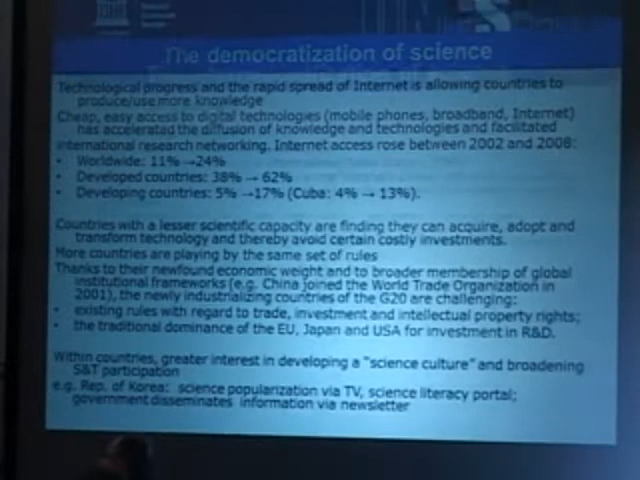 The democratization of science
Technological progress and the rapid spread of Internet is allowing countries to
produce/use more knowledge
Cheap, easy access to digital technologies (mobile phones, broadband, Internet)
has accelerated the diffusion of knowledge and technologies and facilitated
international research networking. Internet access rose between 2002 and 2008:
• Worldwide: 11% →24%
• Developed countries: 38% → 62%
• Developing countries: 5% →17% (Cuba: 4% → 13%).
Countries with a lesser scientific capacity are finding they can acquire, adopt and
transform technology and thereby avoid certain costly investments.
More countries are playing by the same set of rules
Thanks to their newfound economic weight and to broader membership of global
institutional frameworks (e.g. China joined the World Trade Organization in
2001), the newly industrializing countries of the G20 are challenging:
• existing rules with regard to trade, investment and intellectual property rights;
• the traditional dominance of the EU, Japan and USA for investment in R&D.
Within countries, greater interest in developing a "science culture" and broadening
S&T participation
e.g. Rep. of Korea: science popularization via TV, science literacy portal;
government disseminates information via newsletter